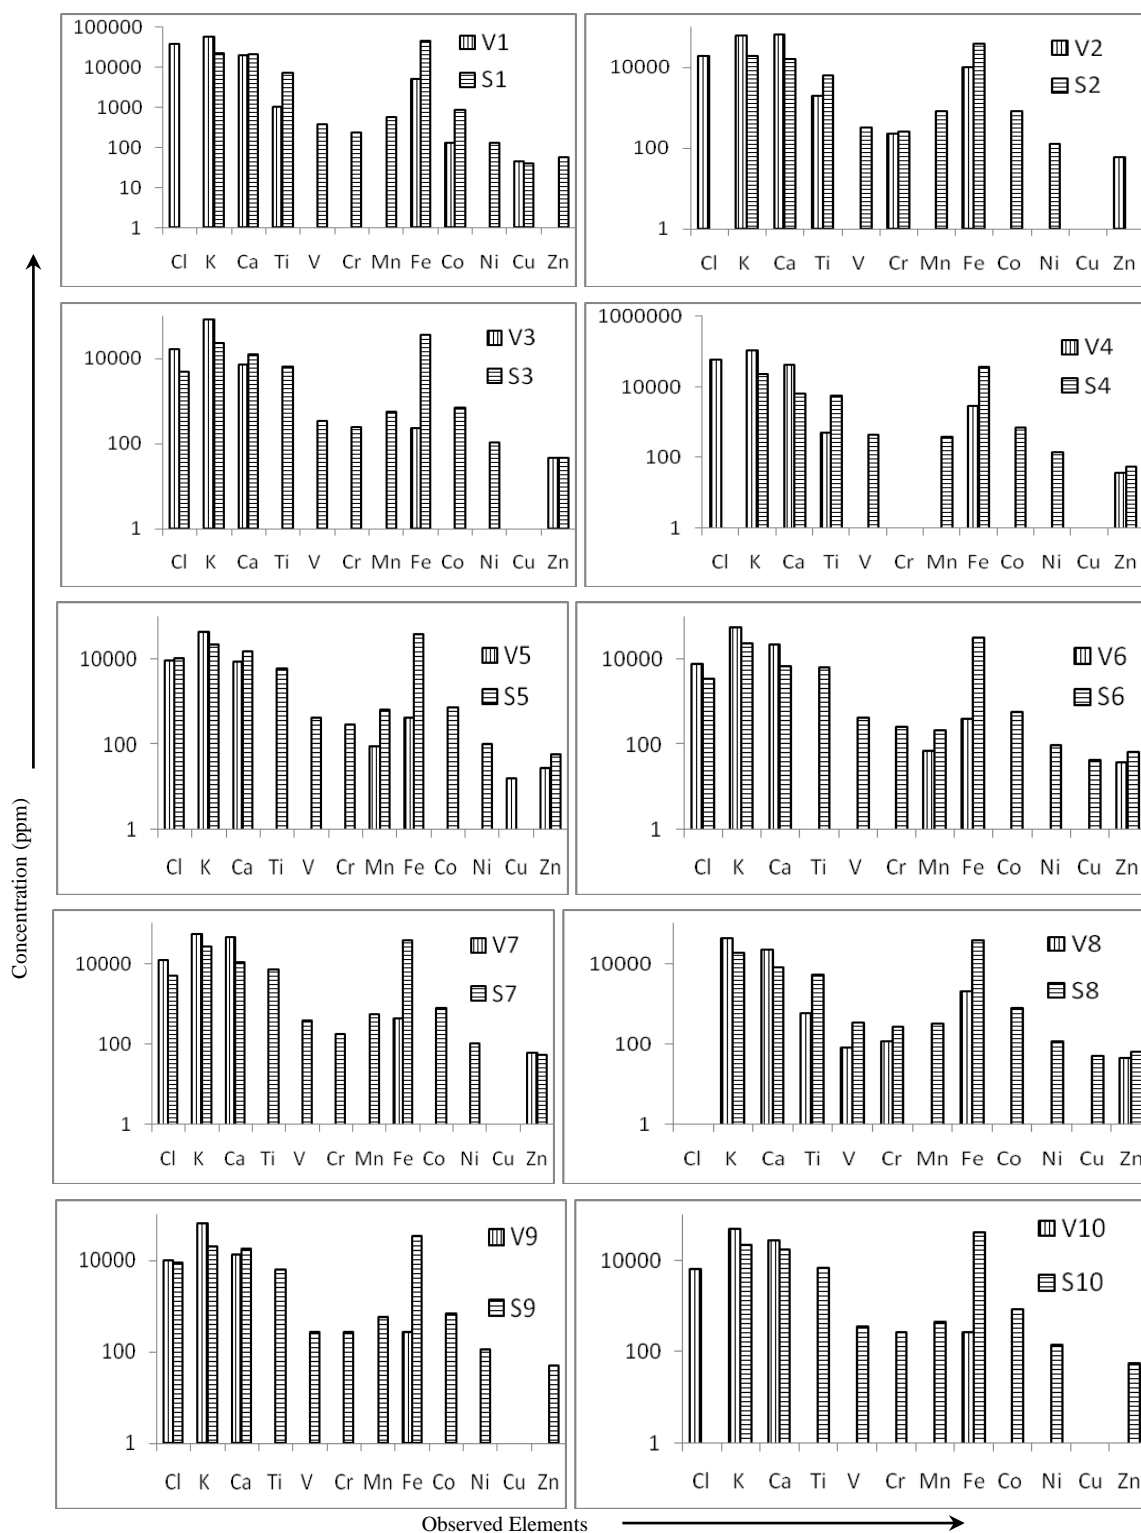 100000
10000
1000
100
10
1
V1
S1
Cl K Ca Ti V Cr Mn Fe Co Ni Cu Zn
10000
100
1
V2
S2
Cl K Ca Ti V Cr Mn Fe Co Ni Cu Zn
10000
100
1
V3
S3
Cl K Ca Ti V Cr Mn Fe Co Ni Cu Zn
1000000
10000
100
1
V4
S4
Cl K Ca Ti V Cr Mn Fe Co Ni Cu Zn
10000
100
1
V5
S5
Cl K Ca Ti V Cr Mn Fe Co Ni Cu Zn
10000
100
1
V6
S6
Cl K Ca Ti V Cr Mn Fe Co Ni Cu Zn
10000
100
1
V7
S7
Cl K Ca Ti V Cr Mn Fe Co Ni Cu Zn
10000
100
1
V8
S8
Cl K Ca Ti V Cr Mn Fe Co Ni Cu Zn
10000
100
1
V9
S9
Cl K Ca Ti V Cr Mn Fe Co Ni Cu Zn
10000
100
1
V10
S10
Cl K Ca Ti V Cr Mn Fe Co Ni Cu Zn
Concentration (ppm)
Observed Elements